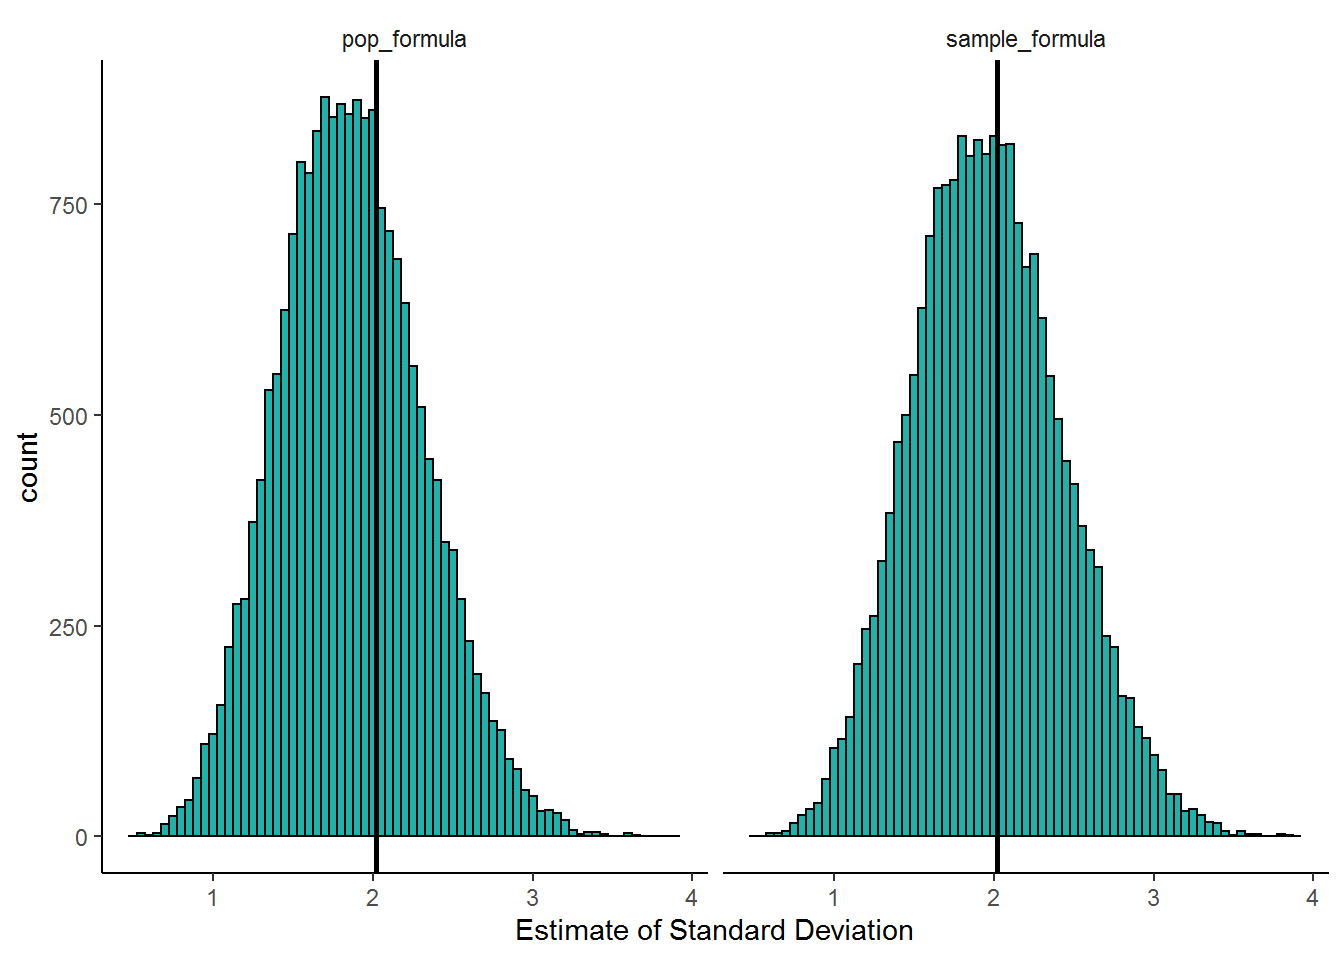 pop_formula sample_formula
750
500
250
0
count
1 2 3 4 1 2 3 4
Estimate of Standard Deviation